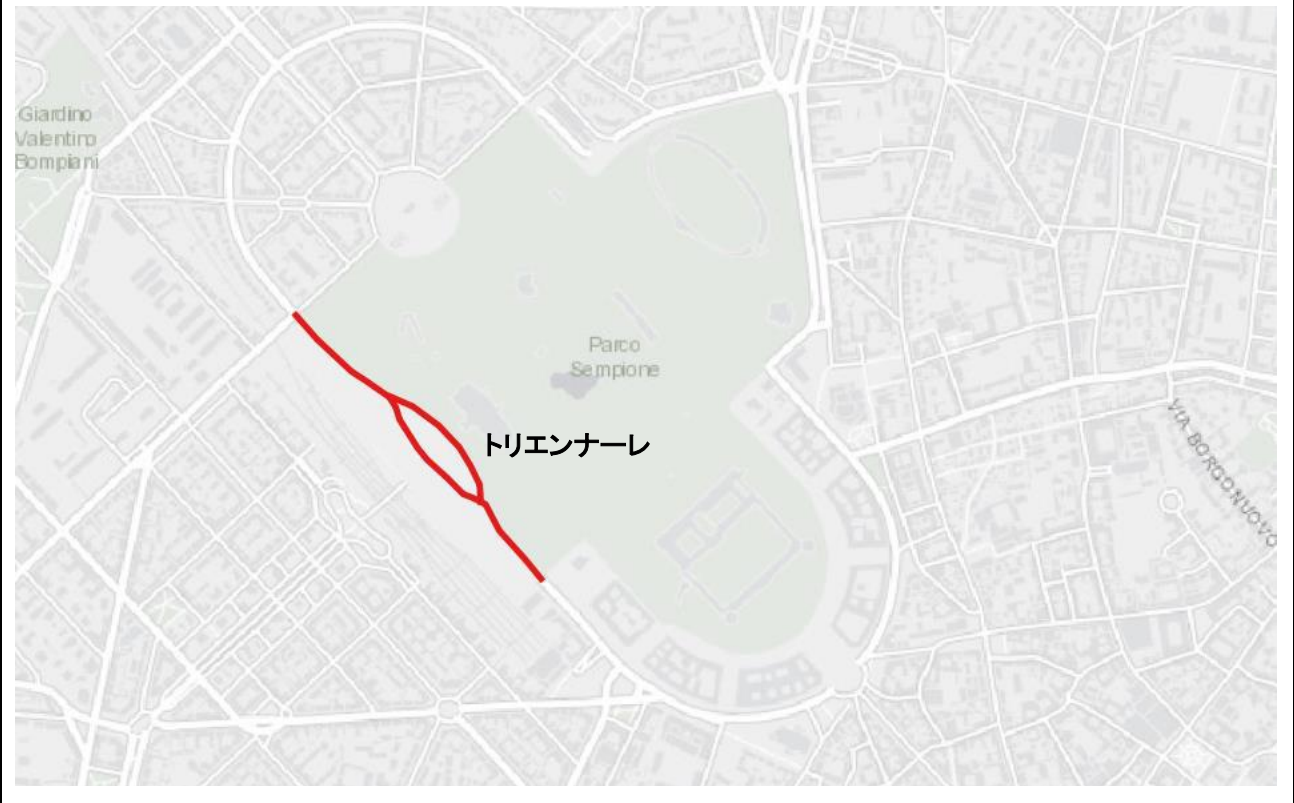 Giardino
Valentino
Bompiani
Parco
Sempione
トリエンナーレ
VIA BORGONUOVO